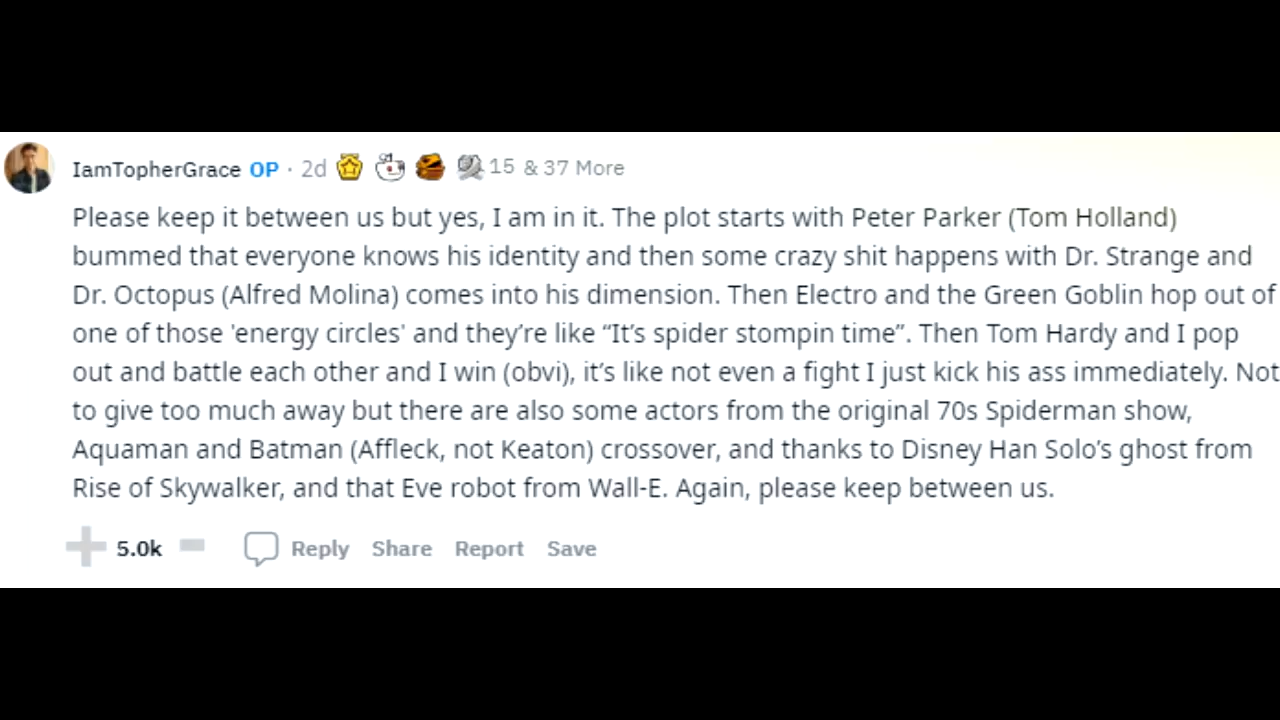 IamTopherGrace OP · 2d 15 & 37 More
Please keep it between us but yes, I am in it. The plot starts with Peter Parker (Tom Holland)
bummed that everyone knows his identity and then some crazy shit happens with Dr. Strange and
Dr. Octopus (Alfred Molina) comes into his dimension. Then Electro and the Green Goblin hop out of
one of those 'energy circles' and they’re like “It’s spider stompin time”. Then Tom Hardy and I pop
out and battle each other and I win (obvi), it’s like not even a fight I just kick his ass immediately. Not
to give too much away but there are also some actors from the original 70s Spiderman show,
Aquaman and Batman (Affleck, not Keaton) crossover, and thanks to Disney Han Solo’s ghost from
Rise of Skywalker, and that Eve robot from Wall-E. Again, please keep between us.
5.0k Reply Share Report Save